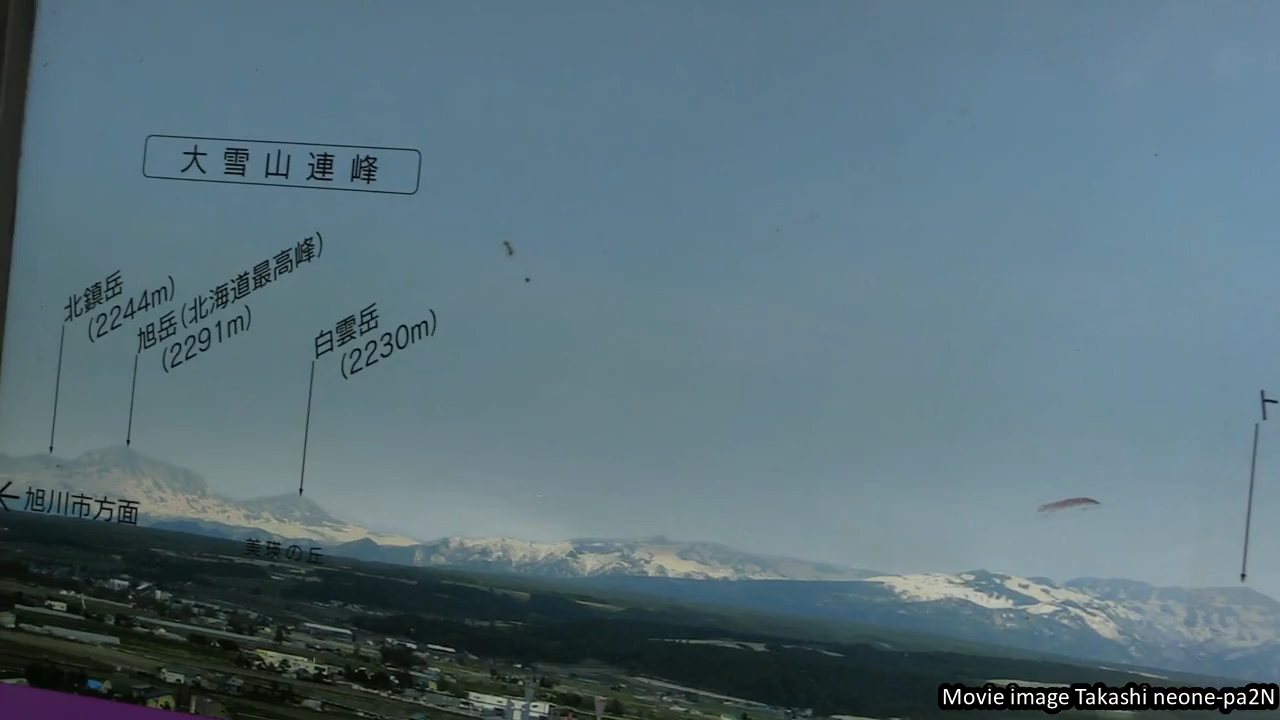 大雪山連峰
北鎮岳
(2244m)
旭岳(北海道最高峰)
(2291m)
白雲岳
(2230m)
ト
←旭川市方面
美瑛の丘
Movie image Takashi neone-pa2N